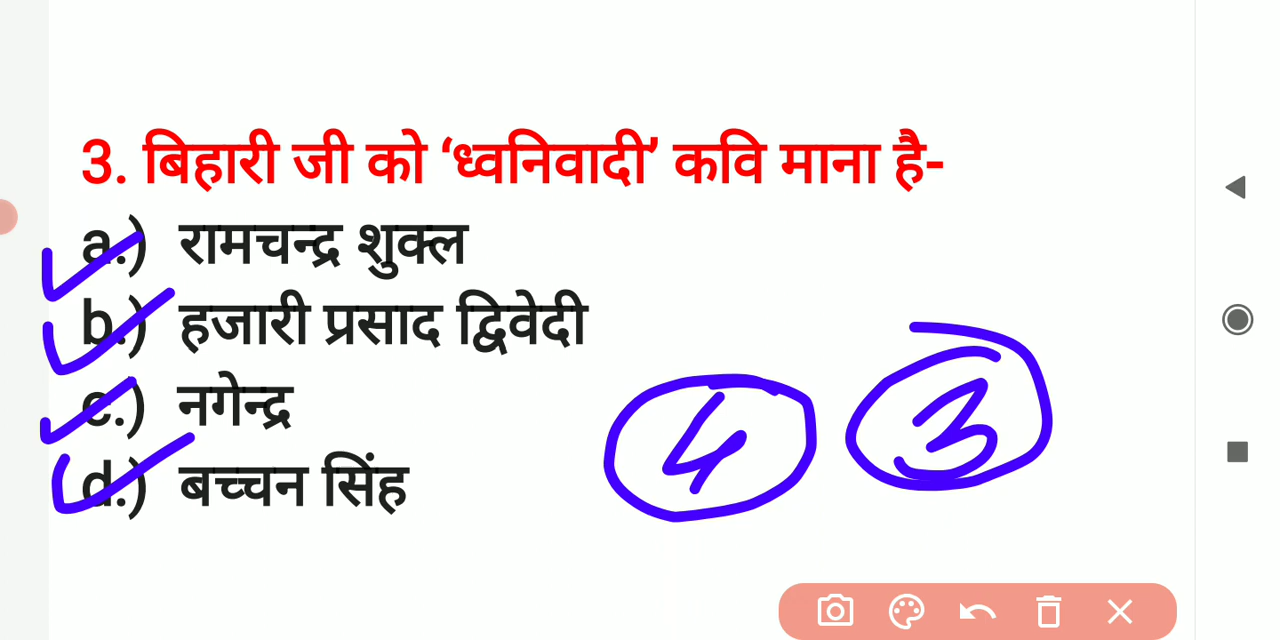 3. बिहारी जी को ‘ध्वनिवादी’ कवि माना है-
a.) रामचन्द्र शुक्ल
b.) हजारी प्रसाद द्विवेदी
c.) नगेन्द्र
d.) बच्चन सिंह
4 3